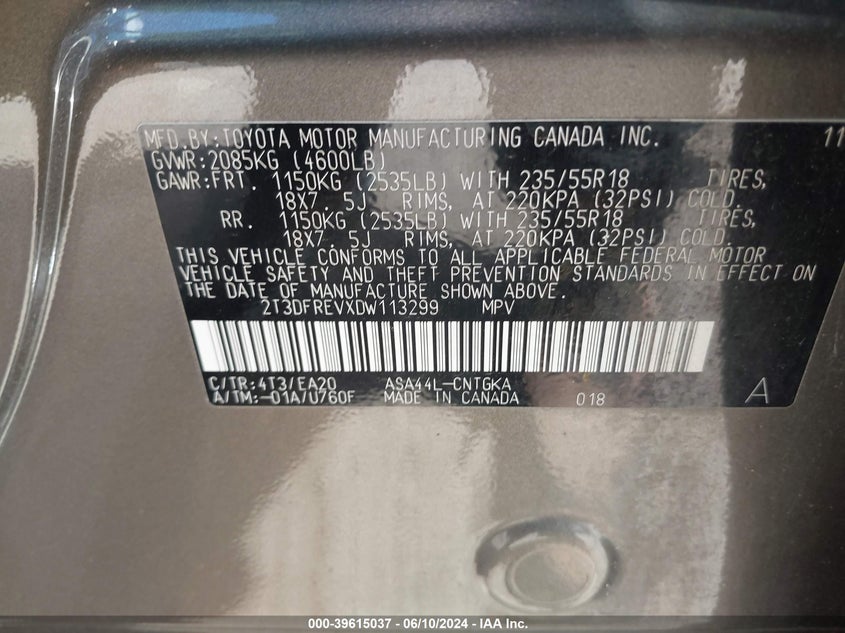 MFD.BY:TOYOTA MOTOR MANUFACTURING CANADA INC. 11
GVWR:2085KG (4600LB)
GAWR:FRT. 1150KG (2535LB) WITH 235/55R18 TIRES,
18X7.5J RIMS, AT 220KPA (32PSI) COLD.
RR. 1150KG (2535LB) WITH 235/55R18 TIRES,
18X7.5J RIMS, AT 220KPA (32PSI) COLD.
THIS VEHICLE CONFORMS TO ALL APPLICABLE FEDERAL MOTOR
VEHICLE SAFETY AND THEFT PREVENTION STANDARDS IN EFFECT ON
THE DATE OF MANUFACTURE SHOWN ABOVE.
2T3DFREVXDW113299 MPV
C/TR:4T3/EA20 ASA44L-CNTGKA
A/TM:-01A/U760F MADE IN CANADA 018 A
000-39615037 - 06/10/2024 - IAA Inc.